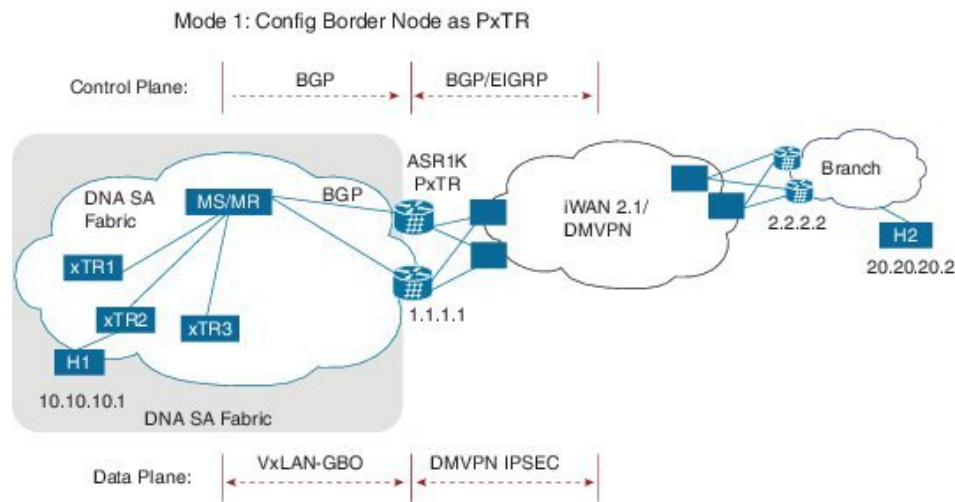 Mode 1: Config Border Node as PxTR
Control Plane:
BGP
BGP/EIGRP
ASR1K
PxTR
DNA SA
Fabric
MS/MR
BGP
iWAN 2.1/
DMVPN
Branch
2.2.2.2
H2
20.20.20.2
xTR1
xTR2
xTR3
1.1.1.1
H1
10.10.10.1
DNA SA Fabric
Data Plane:
VxLAN-GBO
DMVPN IPSEC